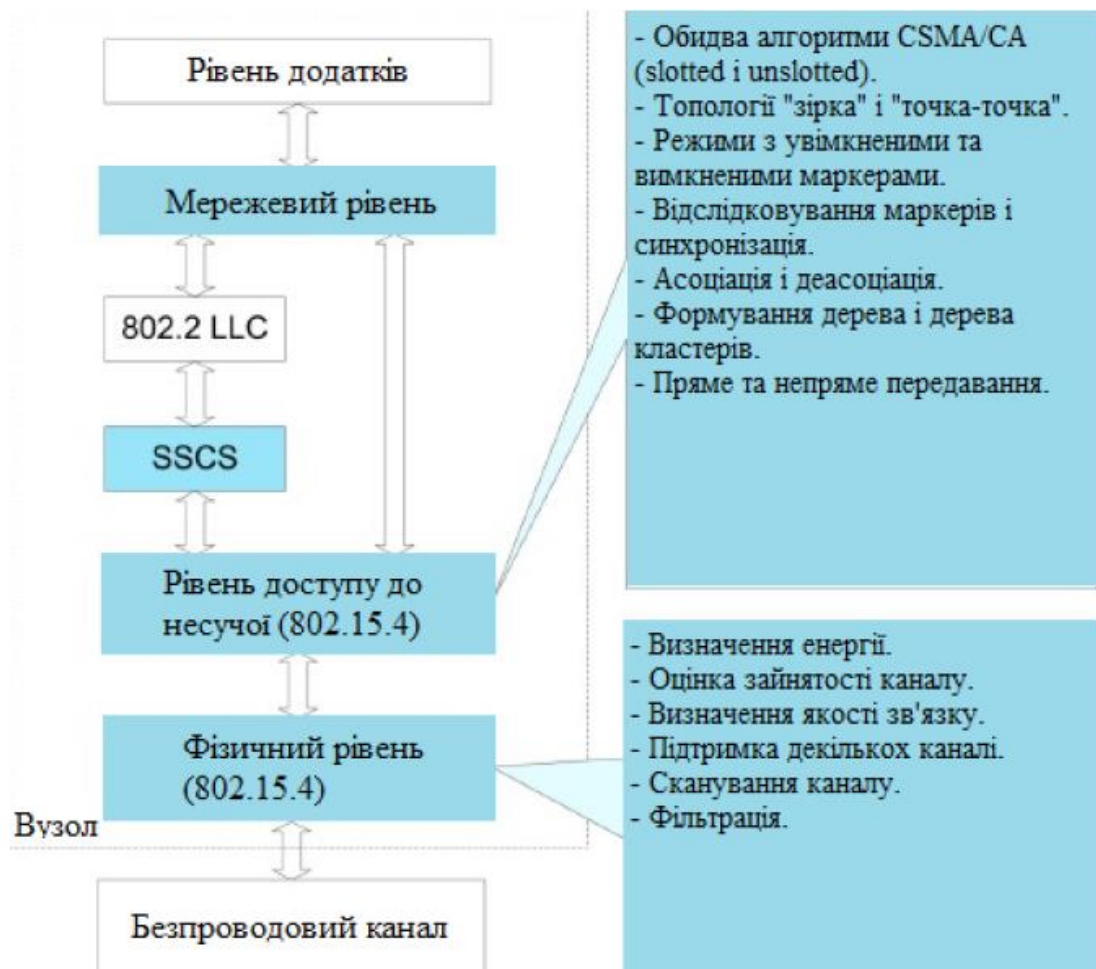 Рівень додатків
Мережевий рівень
802.2 LLC
SSCS
Рівень доступу до
несучої (802.15.4)
Фізичний рівень
(802.15.4)
Вузол
Безпроводовий канал
- Обидва алгоритми CSMA/CA
(slotted і unslotted).
- Топології "зірка" і "точка-точка".
- Режими з увімкненими та
вимкненими маркерами.
- Відслідковування маркерів і
синхронізація.
- Асоціація і деасоціація.
- Формування дерева і дерева
кластерів.
- Пряме та непряме передавання.
- Визначення енергії.
- Оцінка зайнятості каналу.
- Визначення якості зв'язку.
- Підтримка декількох каналі.
- Сканування каналу.
- Фільтрація.